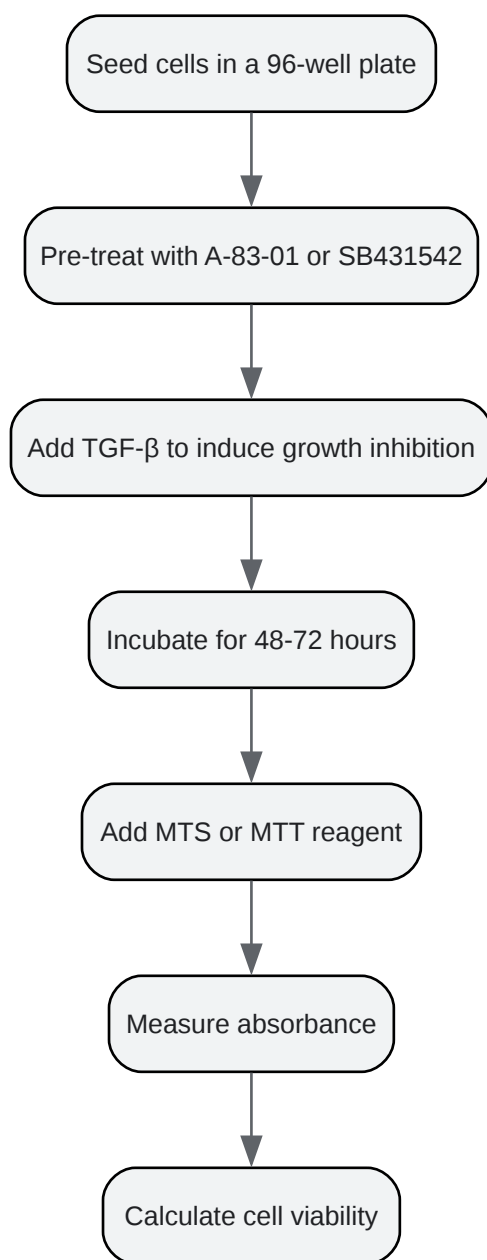 Seed cells in a 96-well plate
Pre-treat with A-83-01 or SB431542
Add TGF-β to induce growth inhibition
Incubate for 48-72 hours
Add MTS or MTT reagent
Measure absorbance
Calculate cell viability